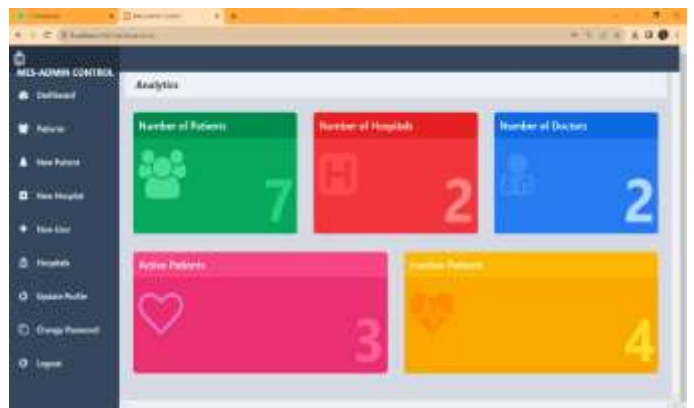 MES-ADMIN CONTROL
Dashboard
Patients
New Patient
New Hospital
New User
Hospitals
Update Profile
Change Password
Logout
Analytics
Number of Patients
7
Number of Hospitals
H
2
Number of Doctors
2
Active Patients
3
Inactive Patients
4